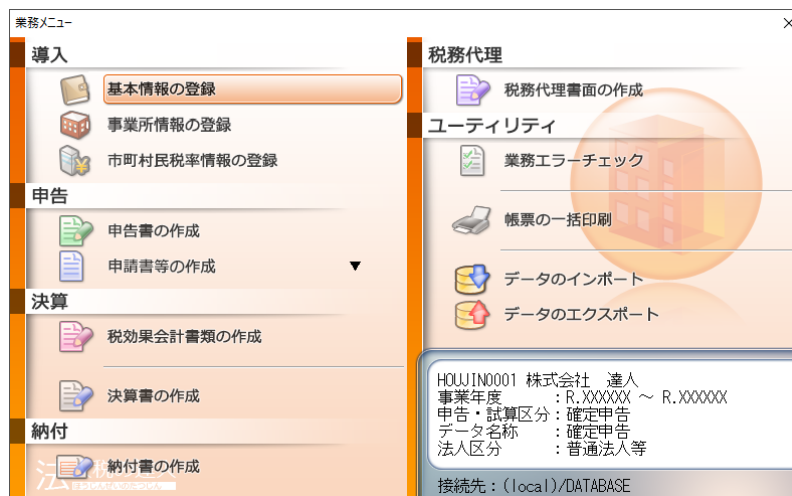 業務メニュー
導入
基本情報の登録
事業所情報の登録
市町村民税率情報の登録
申告
申告書の作成
申請書等の作成 ▼
決算
税効果会計書類の作成
決算書の作成
納付
納付書の作成
税務代理
税務代理書面の作成
ユーティリティ
業務エラーチェック
帳票の一括印刷
データのインポート
データのエクスポート
HOUJIN0001 株式会社 達人
事業年度 : R.XXXXXX ～ R.XXXXXX
申告・試算区分 : 確定申告
データ名称 : 確定申告
法人区分 : 普通法人等
接続先 : (local)/DATABASE